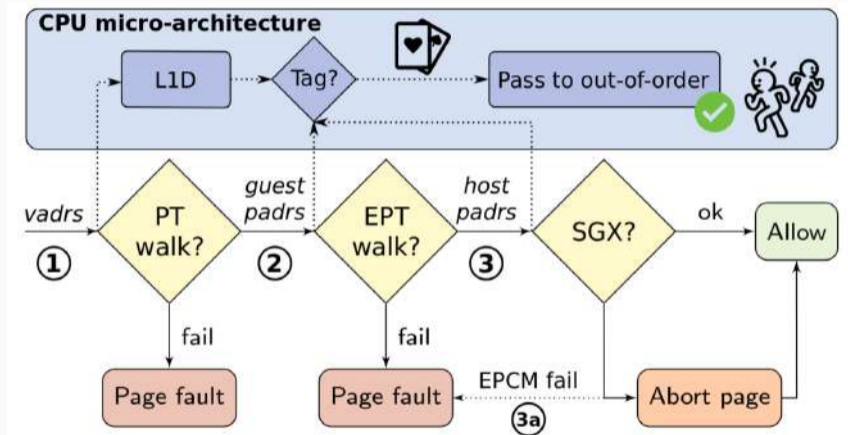 CPU micro-architecture
L1D
Tag?
Pass to out-of-order
vadrs
①
PT
walk?
guest
padrs
②
EPT
walk?
host
padrs
③
SGX?
ok
Allow
fail
fail
Page fault
Page fault
EPCM fail
3a
Abort page